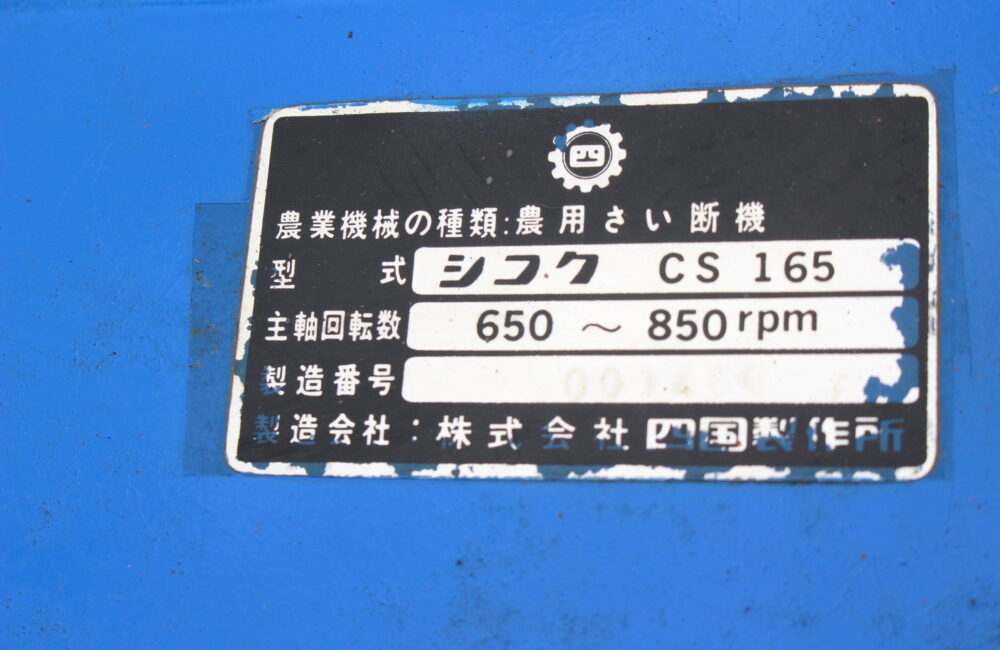 四
農業機械の種類:農用さい断機
型 式 シコク CS 165
主軸回転数 650 〜 850rpm
製造番号
製造会社:株式会社四国製作所